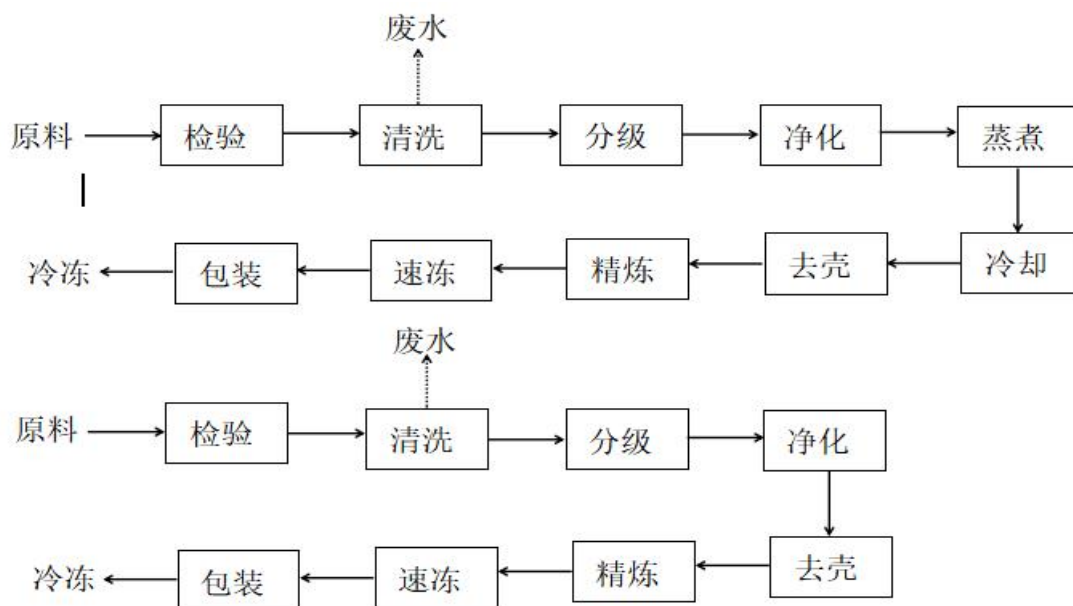 废水
原料 检验 清洗 分级 净化 蒸煮
冷冻 包装 速冻 精炼 去壳 冷却
废水
原料 检验 清洗 分级 净化
冷冻 包装 速冻 精炼 去壳